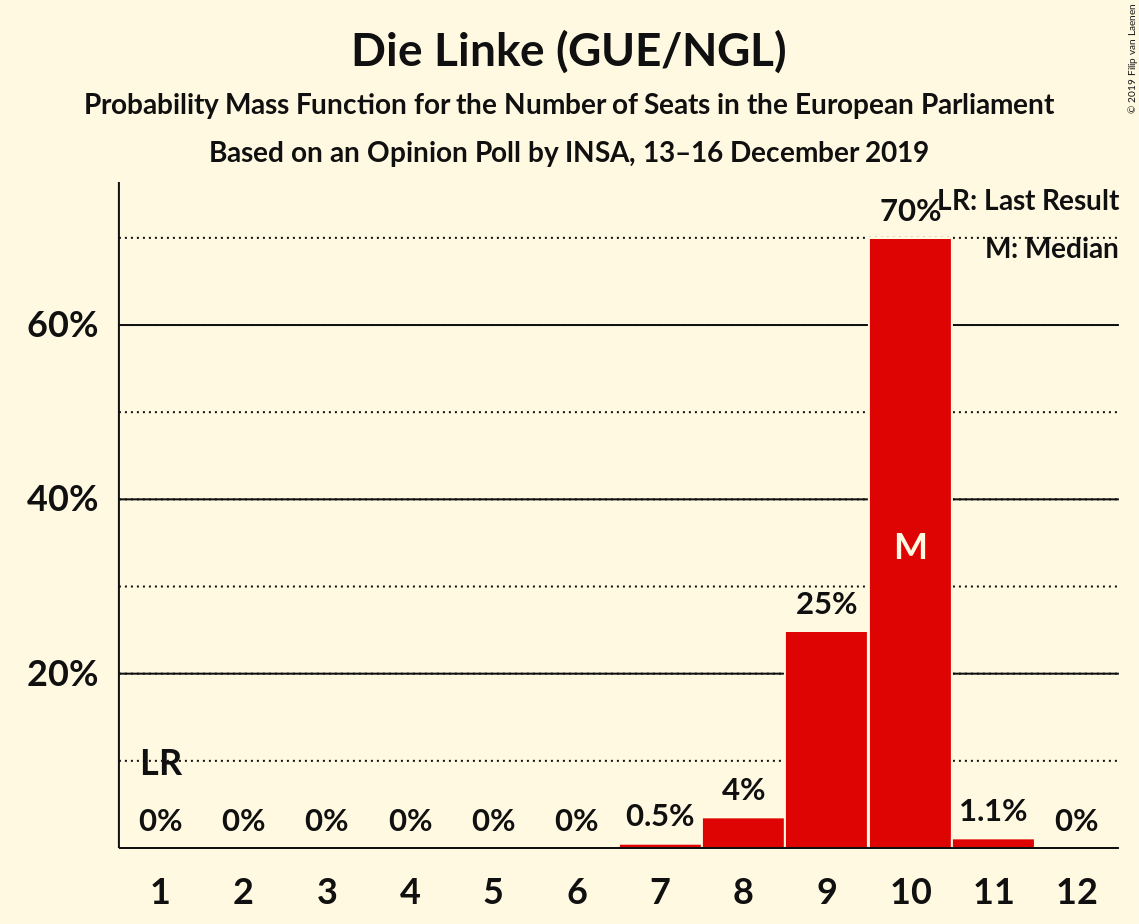 Die Linke (GUE/NGL)
Probability Mass Function for the Number of Seats in the European Parliament
Based on an Opinion Poll by INSA, 13–16 December 2019
© 2019 Filip van Laenen
LR: Last Result
M: Median
70%
60%
40%
M
25%
20%
LR
0% 0% 0% 0% 0% 0% 0.5% 4% 1.1% 0%
1 2 3 4 5 6 7 8 9 10 11 12